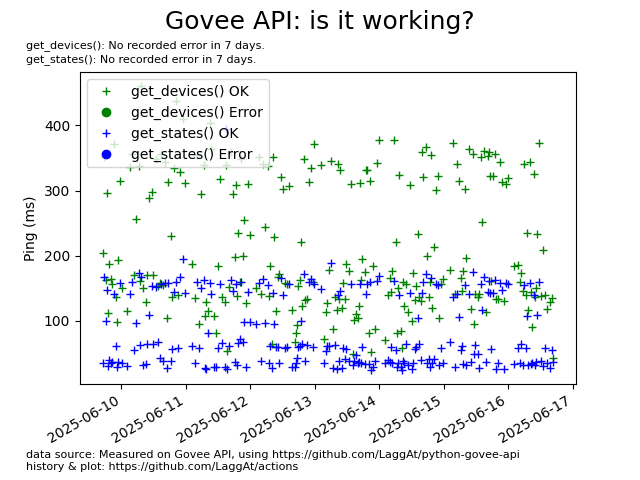 Govee API: is it working?
get_devices(): No recorded error in 7 days.
get_states(): No recorded error in 7 days.
get_devices() OK
get_devices() Error
get_states() OK
get_states() Error
400
300
200
100
Ping (ms)
2025-06-10
2025-06-11
2025-06-12
2025-06-13
2025-06-14
2025-06-15
2025-06-16
2025-06-17
data source: Measured on Govee API, using https://github.com/LaggAt/python-govee-api
history & plot: https://github.com/LaggAt/actions